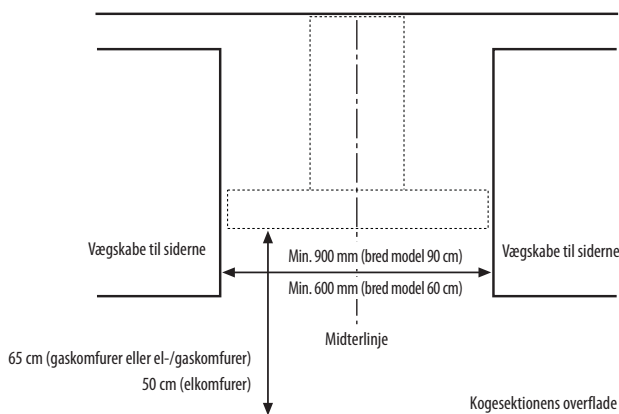 Vægskabe til siderne
Min. 900 mm (bred model 90 cm)
Vægskabe til siderne
Min. 600 mm (bred model 60 cm)
Midterlinje
65 cm (gaskomfurer eller el-/gaskomfurer)
50 cm (elkomfurer)
Kogesektionens overflade